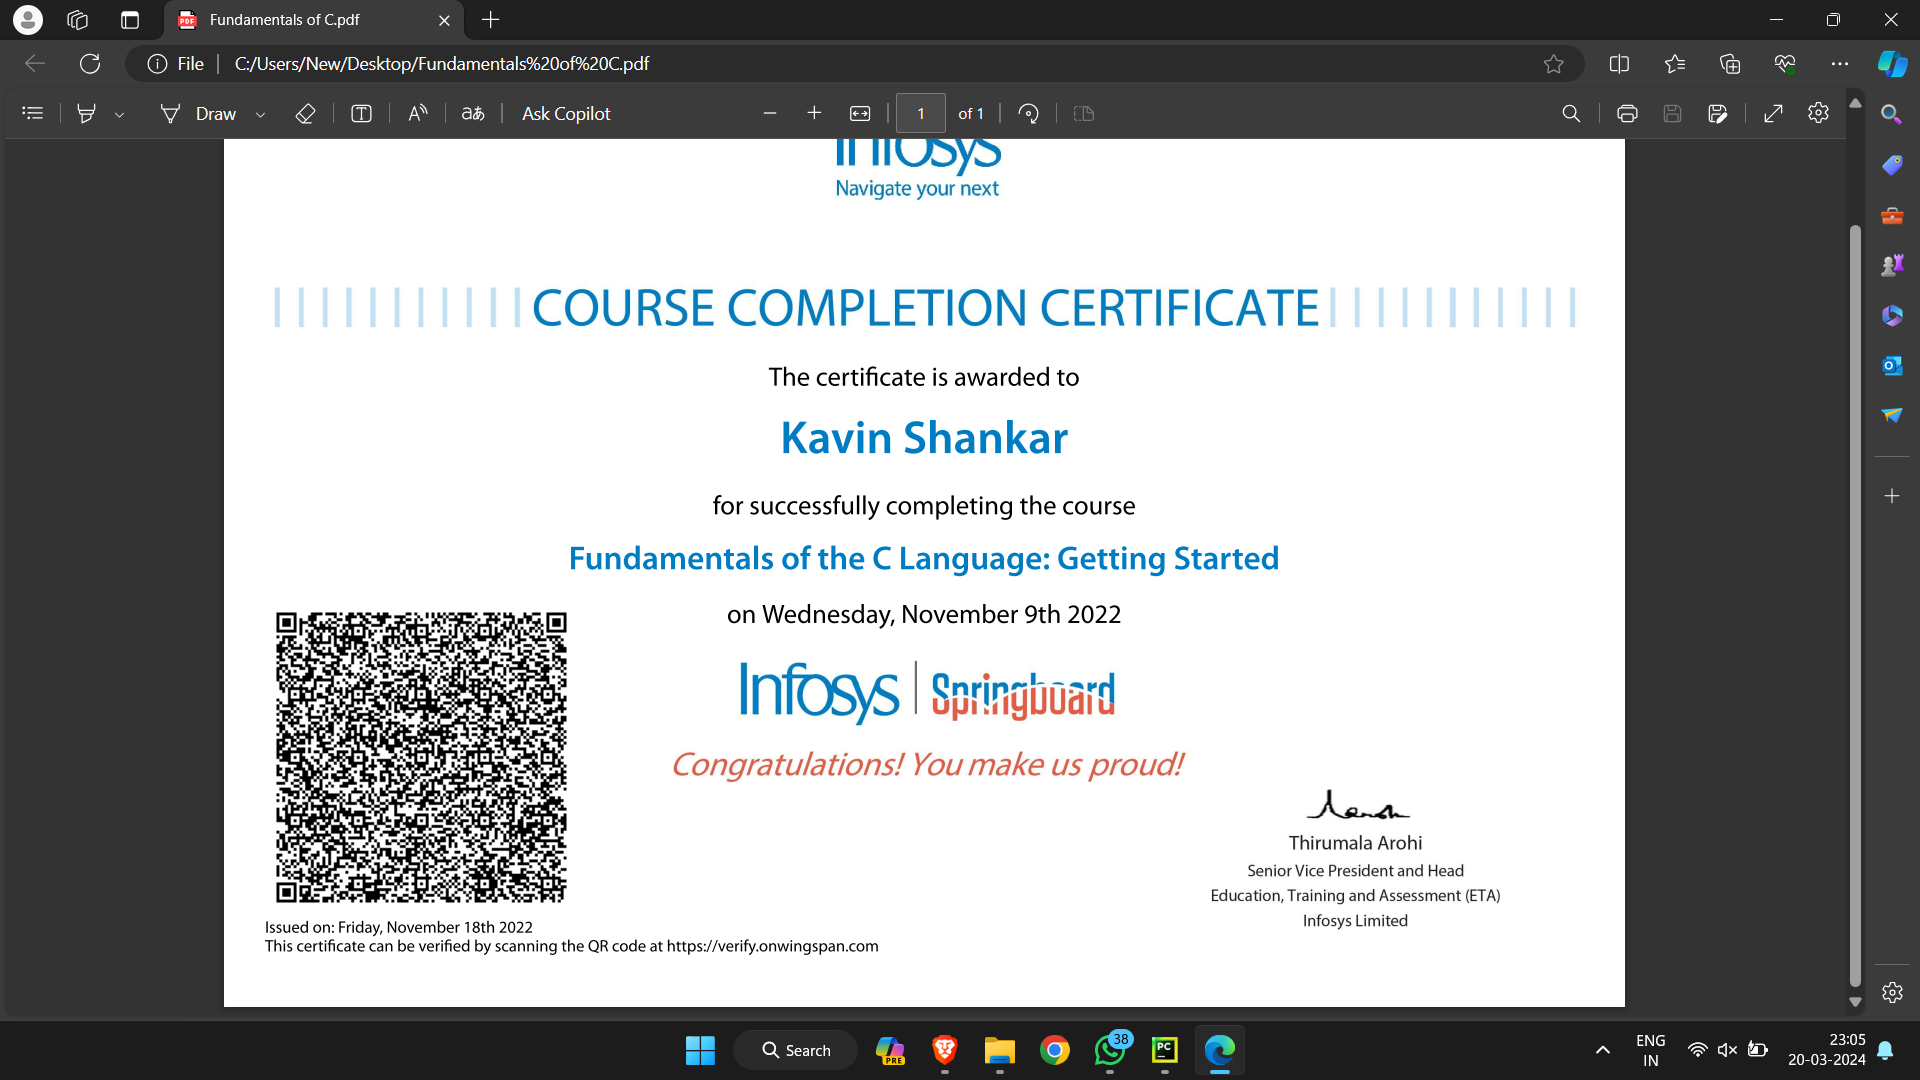 Fundamentals of C.pdf
File
C:/Users/New/Desktop/Fundamentals%20of%20C.pdf
Draw
Ask Copilot
1
of 1
Infosys
Navigate your next
COURSE COMPLETION CERTIFICATE
The certificate is awarded to
Kavin Shankar
for successfully completing the course
Fundamentals of the C Language: Getting Started
on Wednesday, November 9th 2022
Infosys | Springboard
Congratulations! You make us proud!
Thirumala Arohi
Senior Vice President and Head
Education, Training and Assessment (ETA)
Infosys Limited
Issued on: Friday, November 18th 2022
This certificate can be verified by scanning the QR code at https://verify.onwingspan.com
Search
PRE
38
PC
ENG
IN
23:05
20-03-2024